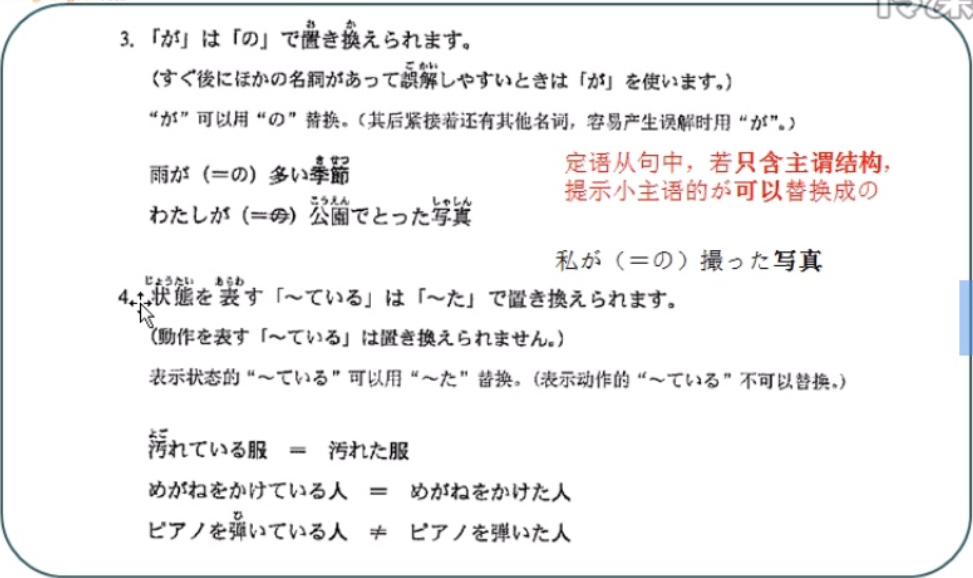 3. 「が」は「の」で置き換えられます。
(すぐ後にほかの名詞があって誤解しやすいときは「が」を使います。)
“が”可以用“の”替换。(其后紧接着还有其他名词，容易产生误解时用“が”。)
雨が（=の）多い季節
わたしが（=の）公園でとった写真
定语从句中，若只含主谓结构，
提示小主语的が可以替换成の
私が（＝の）撮った写真
4. 状態を表す「～ている」は「～た」で置き換えられます。
(動作を表す「～ている」は置き換えられません。)
表示状态的“～ている”可以用“～た”替换。(表示动作的“～ている”不可以替换。)
汚れている服 ＝ 汚れた服
めがねをかけている人 ＝ めがねをかけた人
ピアノを弾いている人 ≠ ピアノを弾いた人